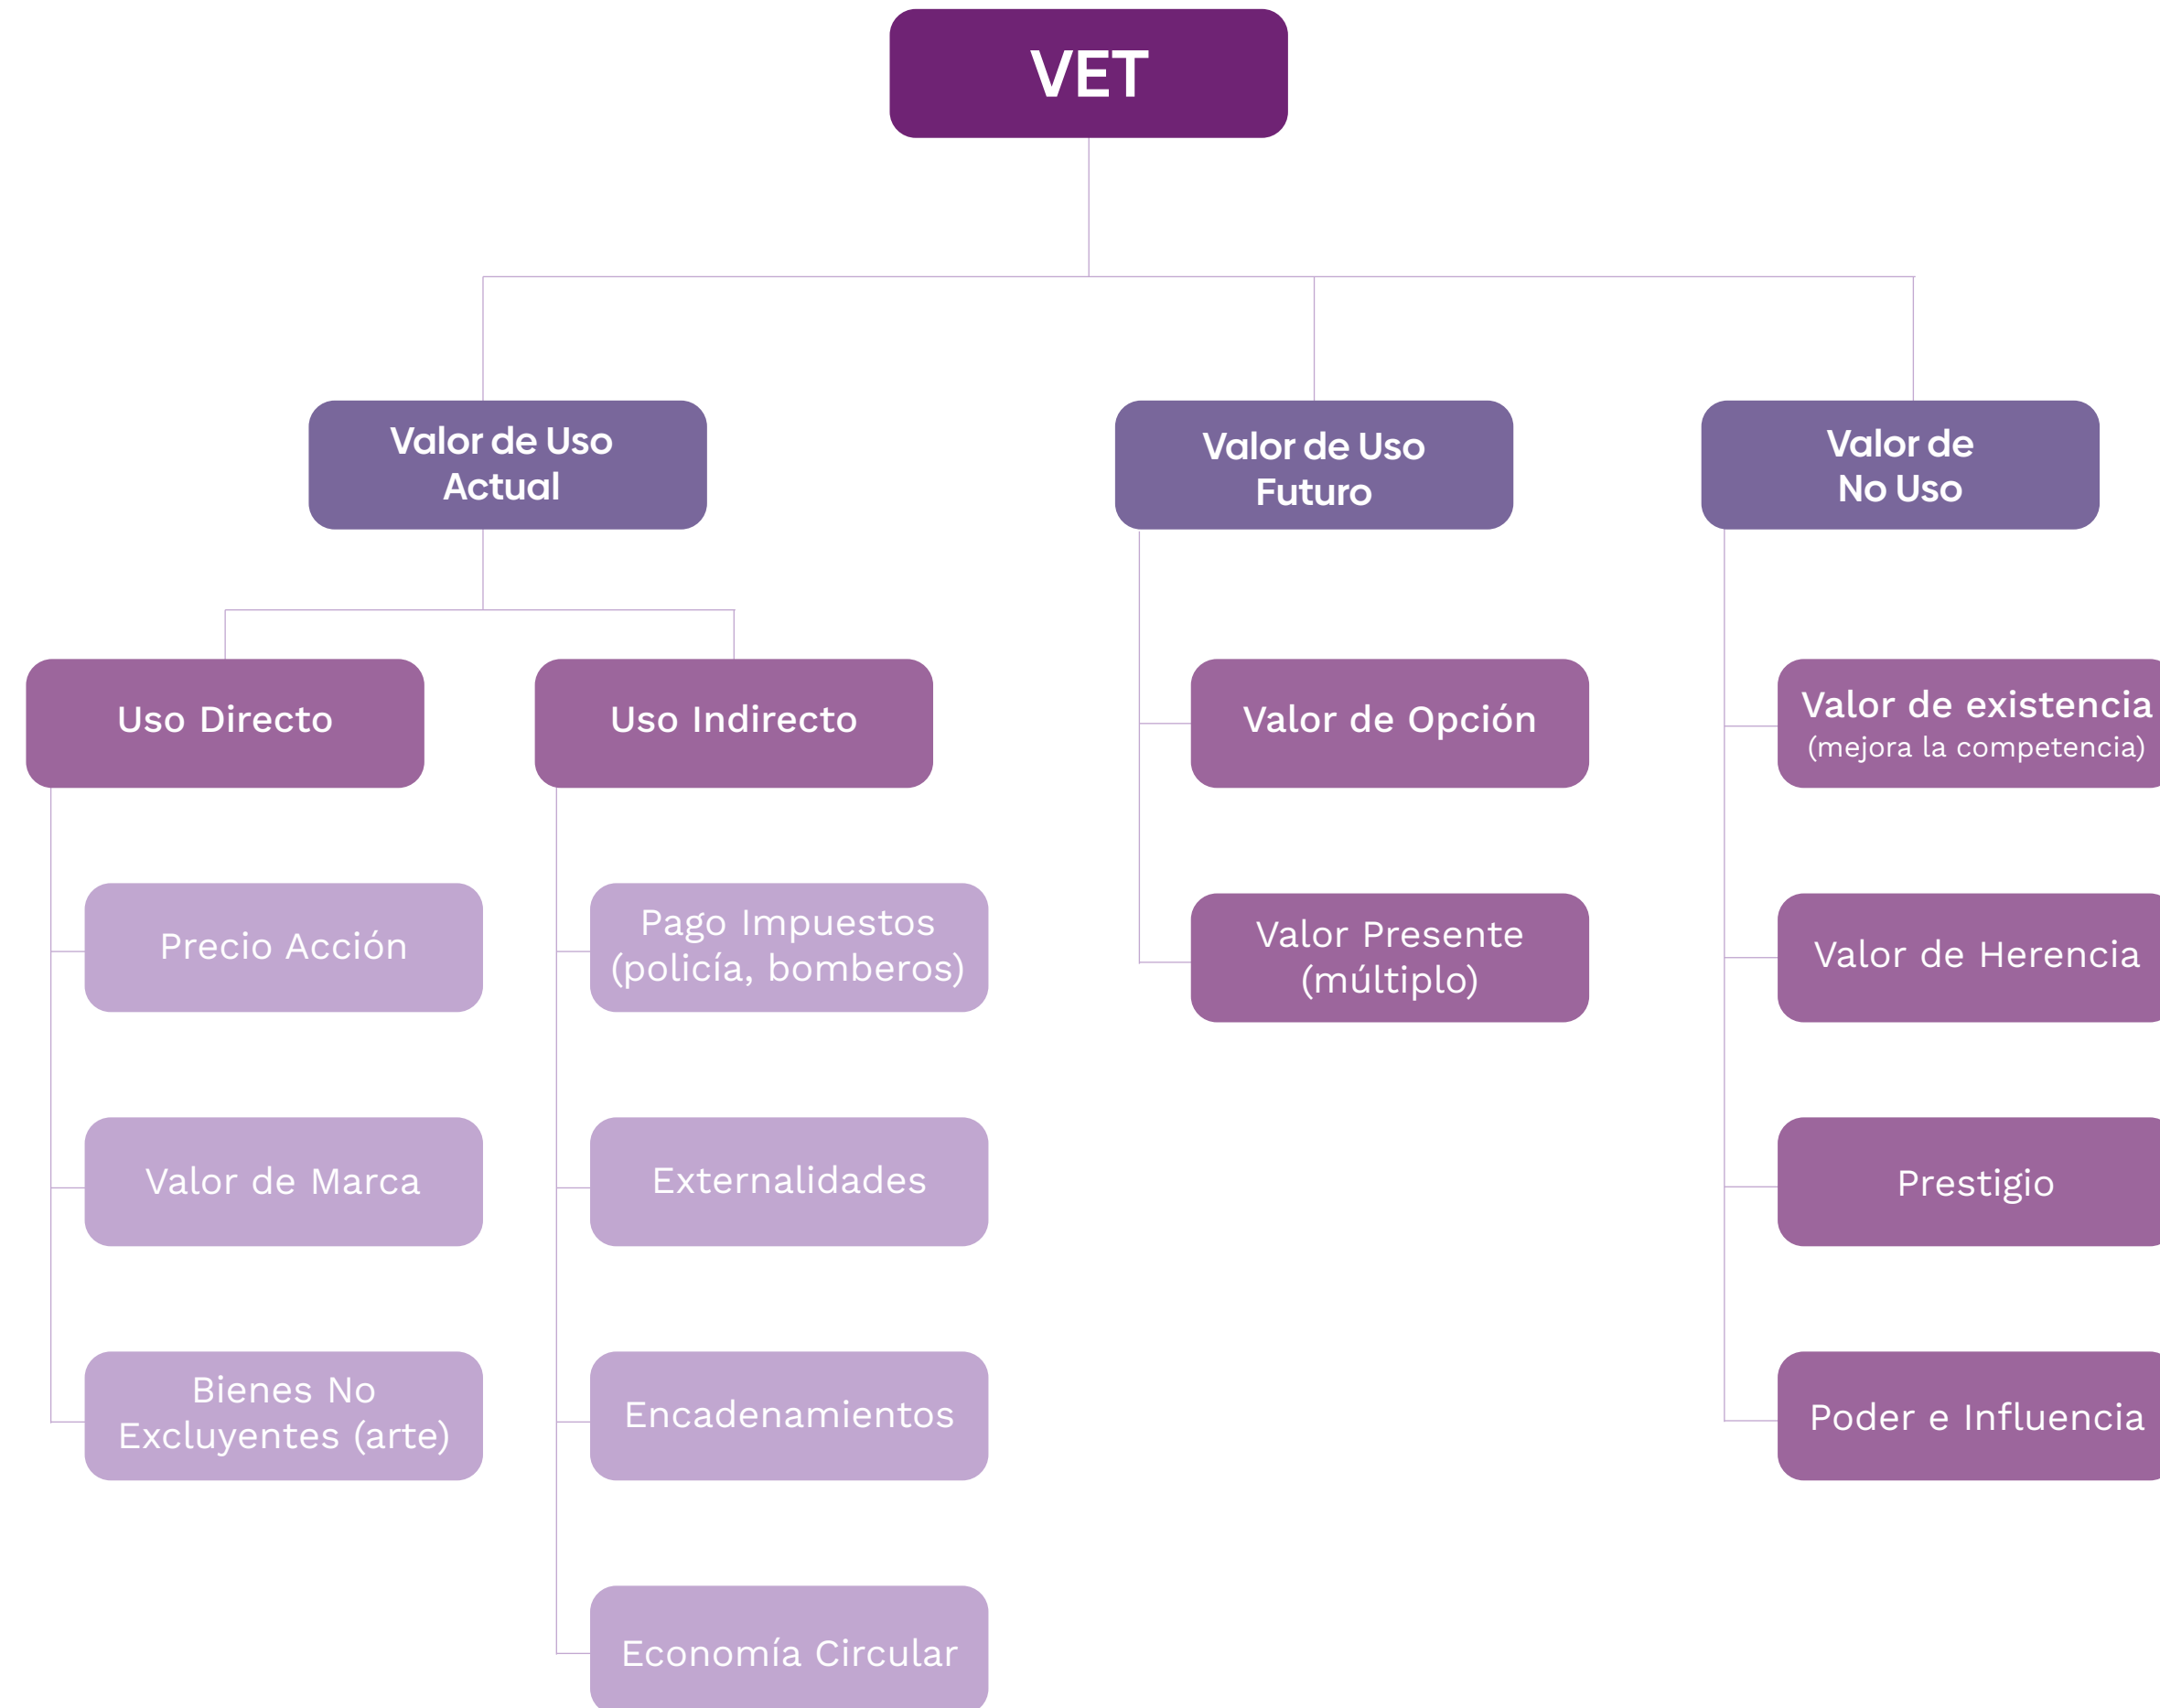 VET
Valor de Uso
Actual
Valor de Uso
Futuro
Valor de
No Uso
Uso Directo
Uso Indirecto
Valor de Opción
Valor de existencia
(mejora la competencia)
Precio Acción
Pago Impuestos
(policía, bomberos)
Valor Presente
(múltiplo)
Valor de Herencia
Valor de Marca
Externalidades
Prestigio
Bienes No
Excluyentes (arte)
Encadenamientos
Poder e Influencia
Economía Circular